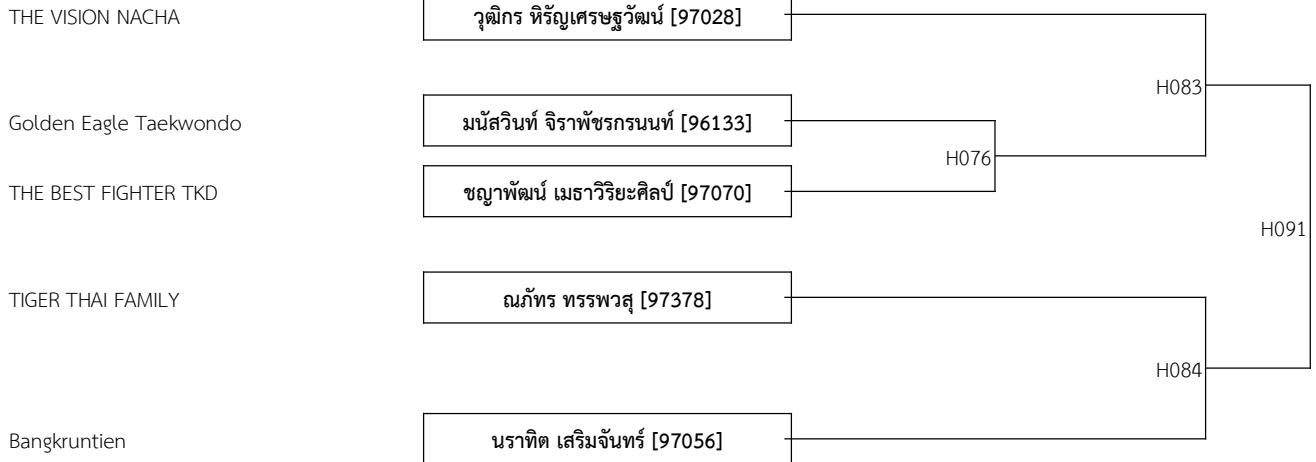 THE VISION NACHA วุฒิกร หิรัญเศรษฐวัฒน์ [97028]
H083
Golden Eagle Taekwondo มนัสวินท์ จิราพัชรกรนนท์ [96133]
H076
THE BEST FIGHTER TKD ชญาพัฒน์ เมธาวิริยะศิลป์ [97070]
H091
TIGER THAI FAMILY ณภัทร ทรรพวสุ [97378]
H084
Bangkruntien นราทิต เสริมจันทร์ [97056]